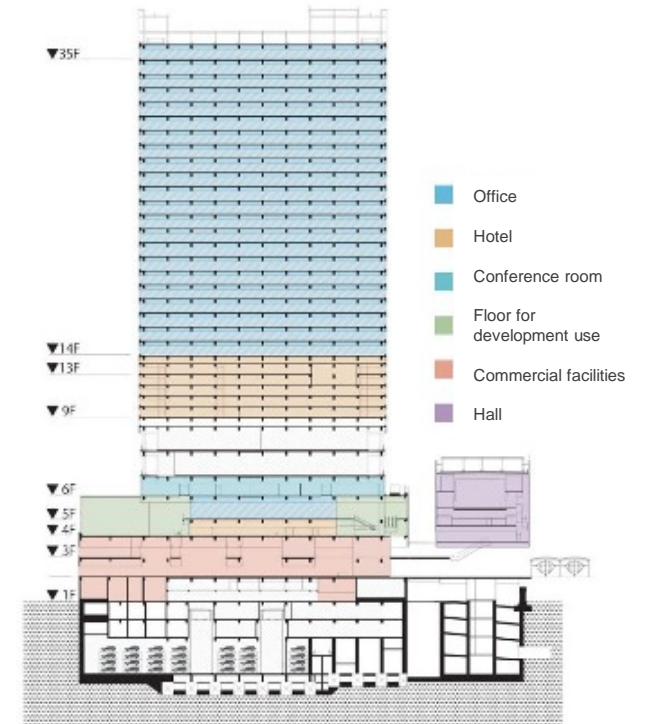 ▼35F
▼14F
▼13F
▼9F
▼6F
▼5F
▼4F
▼3F
▼1F
Office
Hotel
Conference room
Floor for
development use
Commercial facilities
Hall